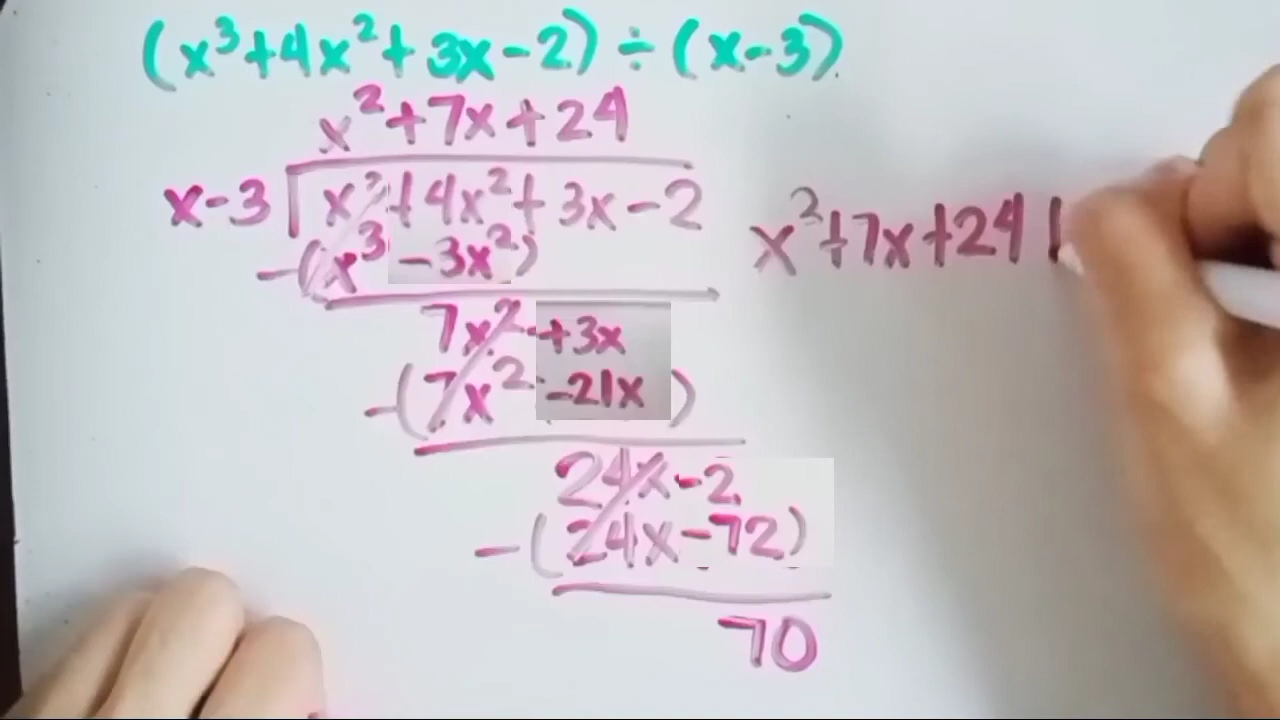 (x³+4x²+3x-2)÷(x-3)
x²+7x+24
x-3 x³+4x²+3x-2
-(x³-3x²)
7x²+3x
-(7x²-21x)
24x-2
-(24x-72)
70
x²+7x+24